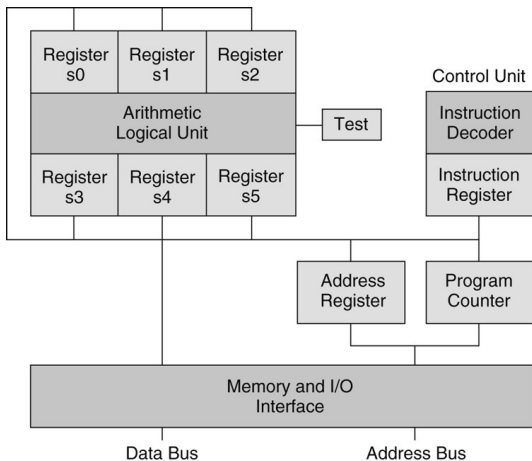 Register
s0
Register
s1
Register
s2
Arithmetic
Logical Unit
Test
Register
s3
Register
s4
Register
s5
Control Unit
Instruction
Decoder
Instruction
Register
Address
Register
Program
Counter
Memory and I/O
Interface
Data Bus
Address Bus